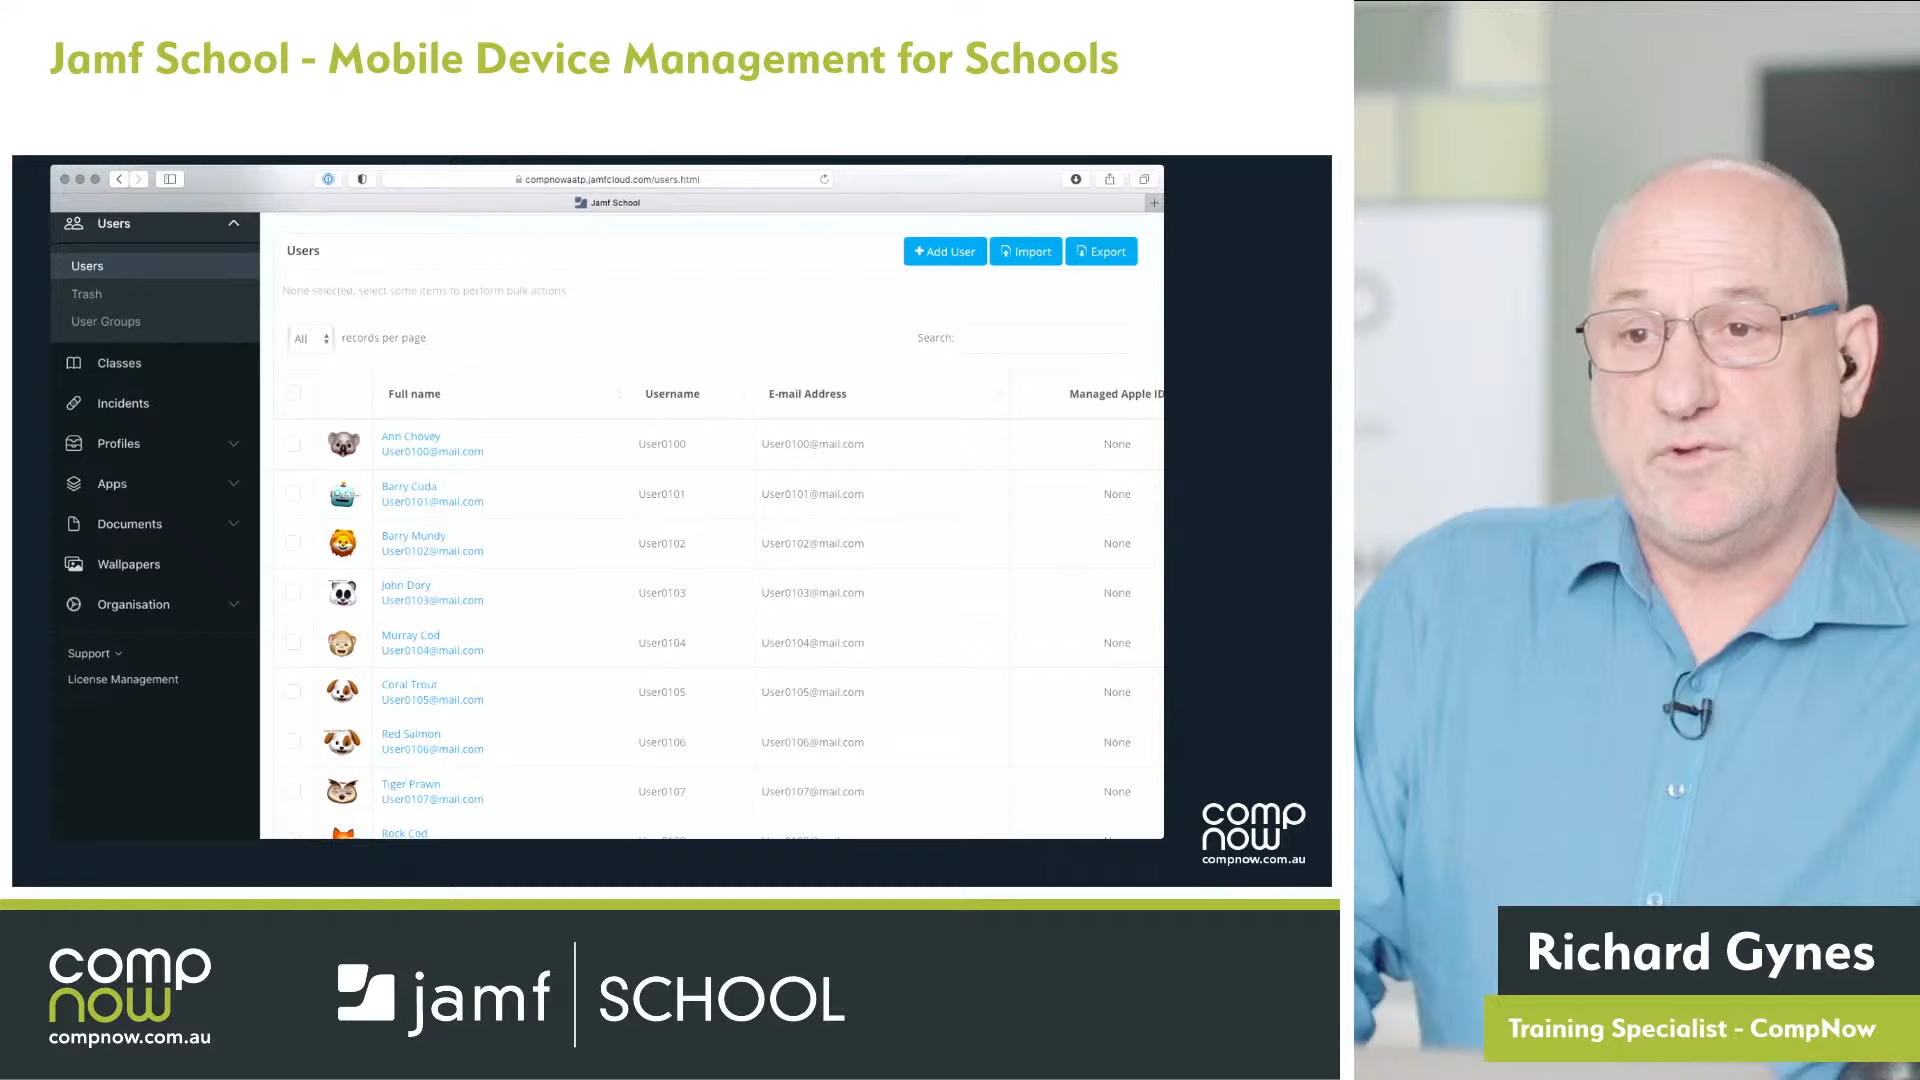 Jamf School - Mobile Device Management for Schools
compnowaatp.jamfcloud.com/users.html
Jamf School
Users
Users
Trash
User Groups
Classes
Incidents
Profiles
Apps
Documents
Wallpapers
Organisation
Support
License Management
Users
+ Add User
Import
Export
None selected, select some items to perform bulk actions
All records per page
Search:
Full name Username E-mail Address Managed Apple ID
Ann Chovey
User0100@mail.com User0100 User0100@mail.com None
Barry Cuda
User0101@mail.com User0101 User0101@mail.com None
Barry Mundy
User0102@mail.com User0102 User0102@mail.com None
John Dory
User0103@mail.com User0103 User0103@mail.com None
Murray Cod
User0104@mail.com User0104 User0104@mail.com None
Coral Trout
User0105@mail.com User0105 User0105@mail.com None
Red Salmon
User0106@mail.com User0106 User0106@mail.com None
Tiger Prawn
User0107@mail.com User0107 User0107@mail.com None
Rock Cod
comp
now
compnow.com.au
comp
now
compnow.com.au
jamf SCHOOL
Richard Gynes
Training Specialist - CompNow